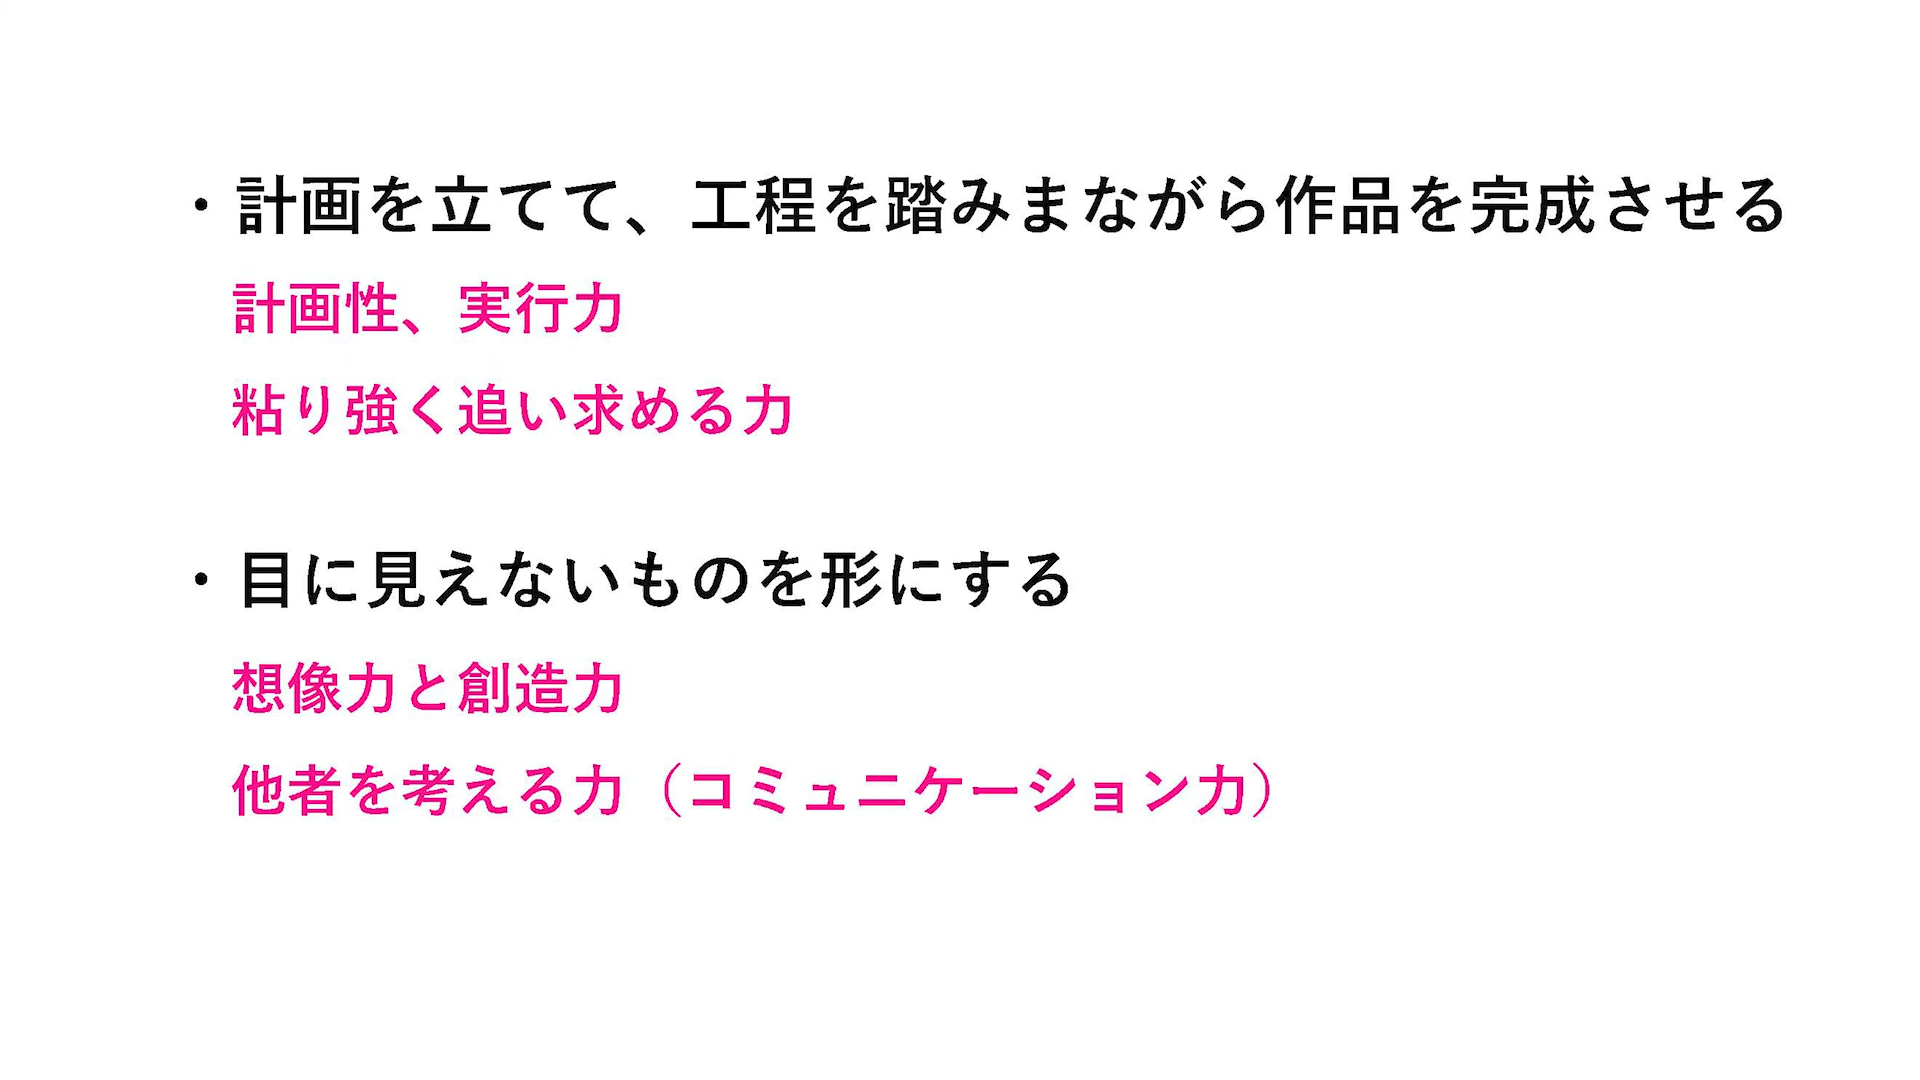 ・計画を立てて、工程を踏みまながら作品を完成させる
計画性、実行力
粘り強く追い求める力
・目に見えないものを形にする
想像力と創造力
他者を考える力（コミュニケーション力）